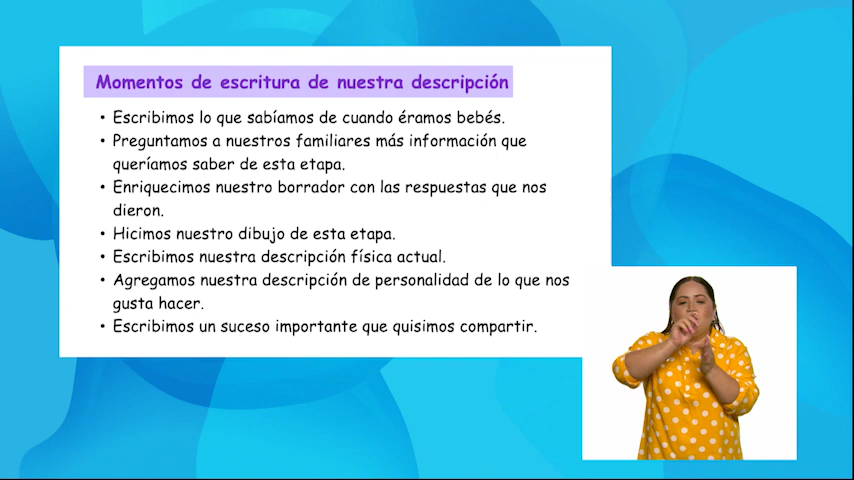 Momentos de escritura de nuestra descripción
• Escribimos lo que sabíamos de cuando éramos bebés.
• Preguntamos a nuestros familiares más información que
queríamos saber de esta etapa.
• Enriquecimos nuestro borrador con las respuestas que nos
dieron.
• Hicimos nuestro dibujo de esta etapa.
• Escribimos nuestra descripción física actual.
• Agregamos nuestra descripción de personalidad de lo que nos
gusta hacer.
• Escribimos un suceso importante que quisimos compartir.